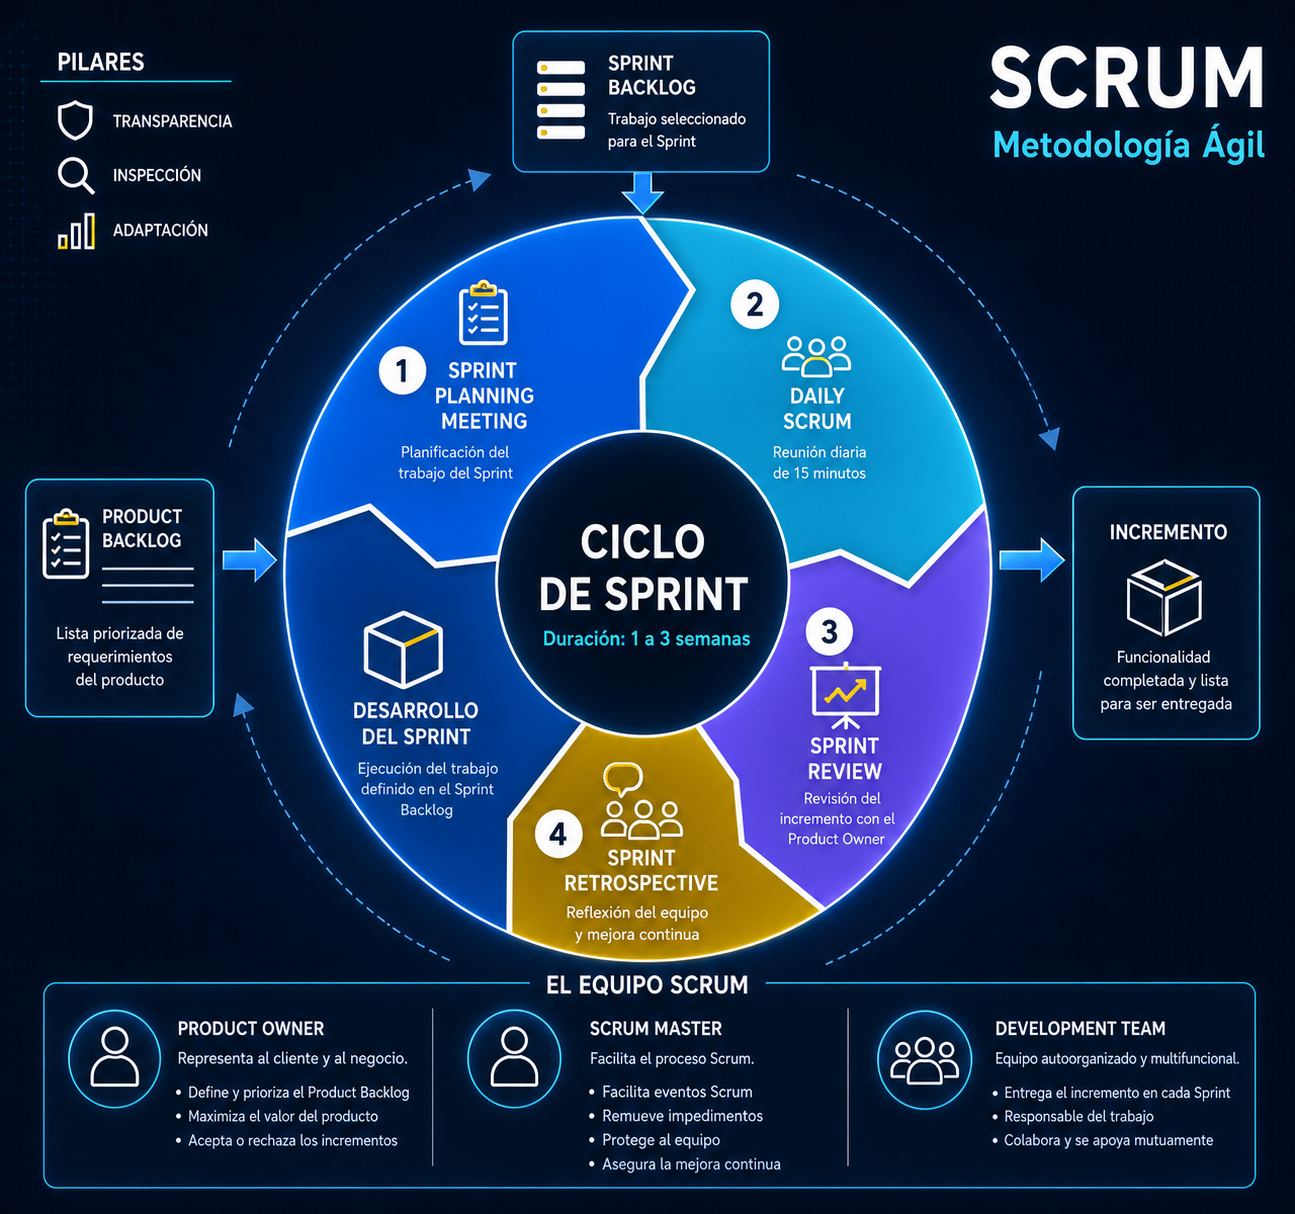 PILARES
TRANSPARENCIA
INSPECCIÓN
ADAPTACIÓN
SPRINT
BACKLOG
Trabajo seleccionado
para el Sprint
SCRUM
Metodología Ágil
1
SPRINT
PLANNING
MEETING
Planificación del
trabajo del Sprint
2
DAILY
SCRUM
Reunión diaria
de 15 minutos
PRODUCT
BACKLOG
Lista priorizada de
requerimientos
del producto
CICLO
DE SPRINT
Duración: 1 a 3 semanas
INCREMENTO
Funcionalidad
completada y lista
para ser entregada
DESARROLLO
DEL SPRINT
Ejecución del trabajo
definido en el Sprint
Backlog
3
SPRINT
REVIEW
Revisión del
incremento con el
Product Owner
4
SPRINT
RETROSPECTIVE
Reflexión del equipo
y mejora continua
EL EQUIPO SCRUM
PRODUCT OWNER
Representa al cliente y al negocio.
• Define y prioriza el Product Backlog
• Maximiza el valor del producto
• Acepta o rechaza los incrementos
SCRUM MASTER
Facilita el proceso Scrum.
• Facilita eventos Scrum
• Remueve impedimentos
• Protege al equipo
• Asegura la mejora continua
DEVELOPMENT TEAM
Equipo autoorganizado y multifuncional.
• Entrega el incremento en cada Sprint
• Responsable del trabajo
• Colabora y se apoya mutuamente